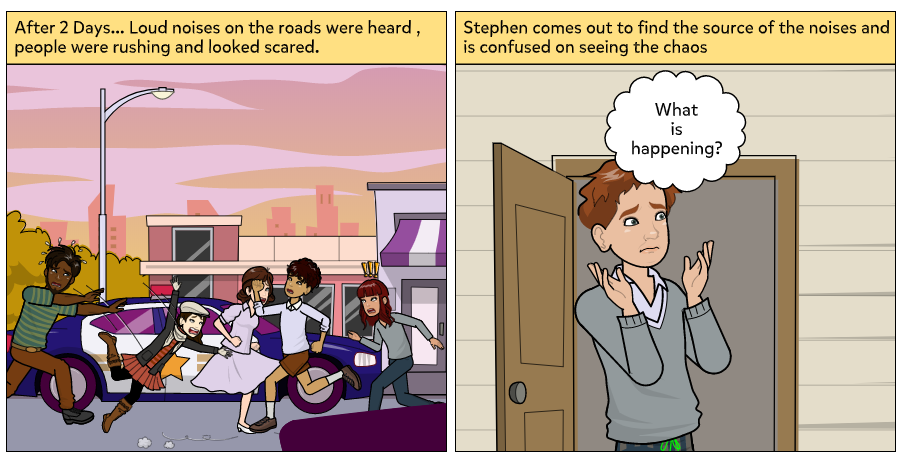 After 2 Days... Loud noises on the roads were heard ,
people were rushing and looked scared.
Stephen comes out to find the source of the noises and
is confused on seeing the chaos
What
is
happening?